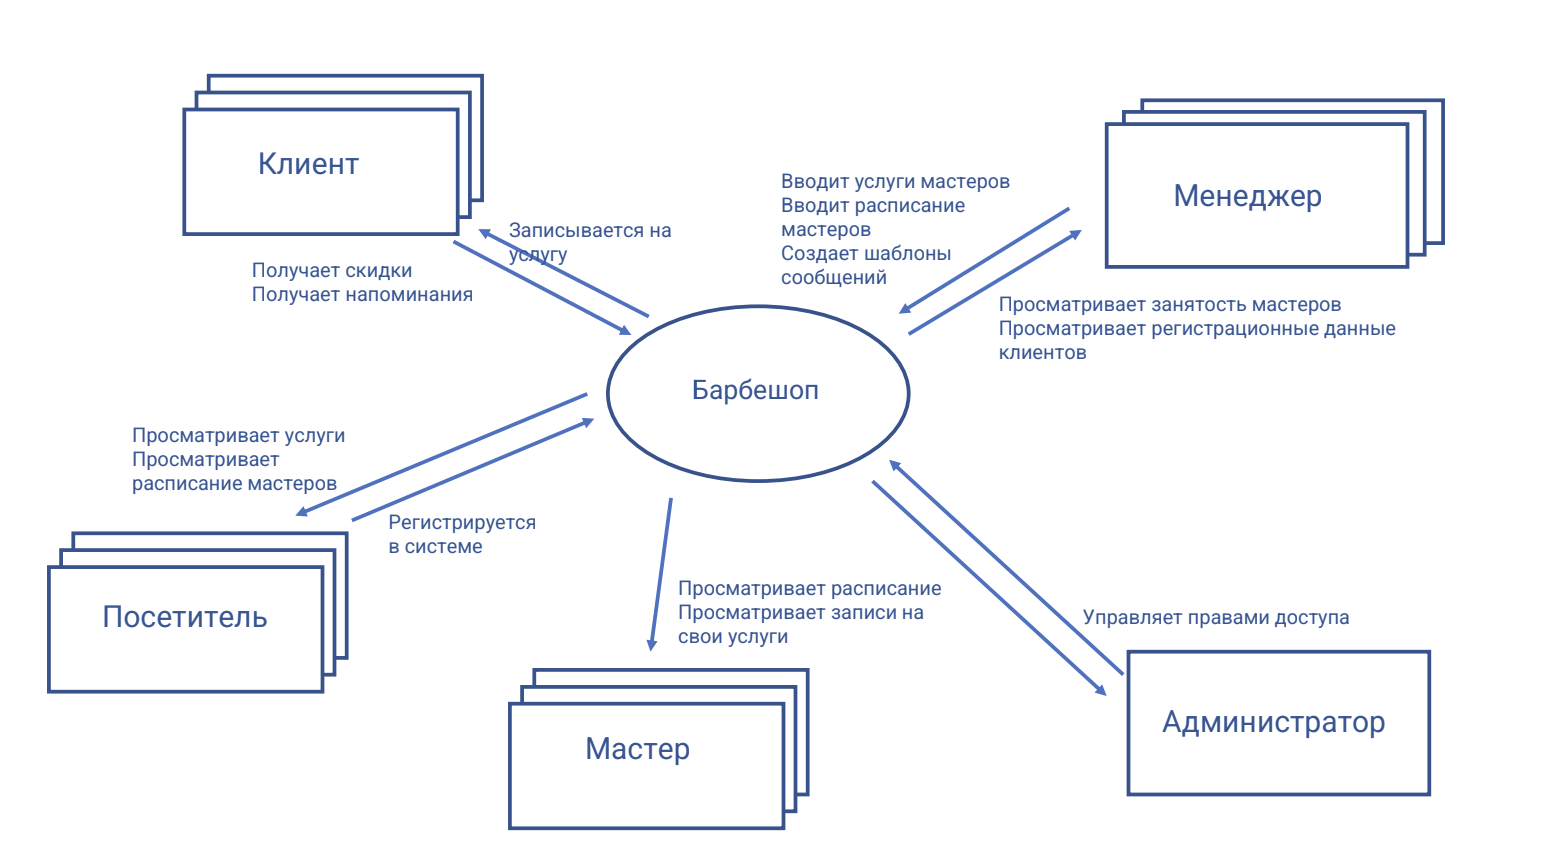 Клиент
Менеджер
Вводит услуги мастеров
Вводит расписание
мастеров
Создает шаблоны
сообщений
Записывается на
услугу
Получает скидки
Получает напоминания
Просматривает занятость мастеров
Просматривает регистрационные данные
клиентов
Барбешоп
Просматривает услуги
Просматривает
расписание мастеров
Регистрируется
в системе
Посетитель
Просматривает расписание
Просматривает записи на
свои услуги
Управляет правами доступа
Мастер
Администратор